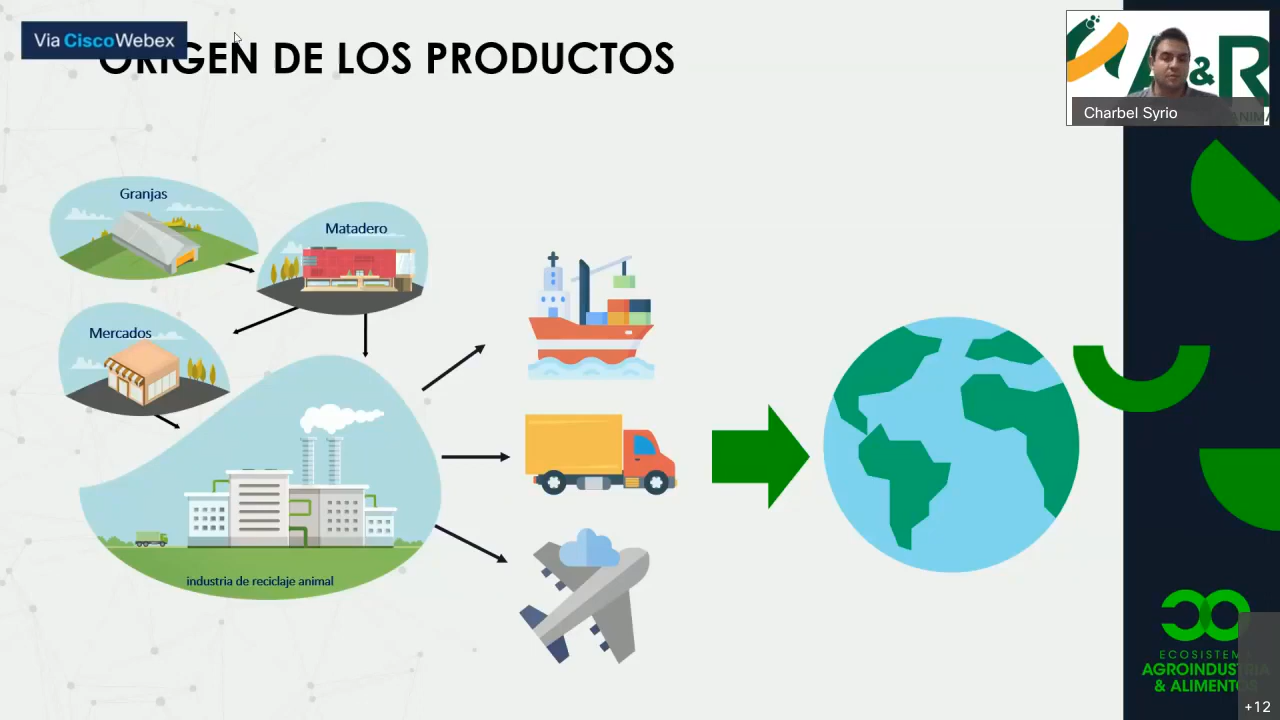 Via CiscoWebex
ORIGEN DE LOS PRODUCTOS
&R
Charbel Syrio
Granjas
Matadero
Mercados
industria de reciclaje animal
ECOSISTEMA
AGROINDUSTRIA
& ALIMENTOS
+12